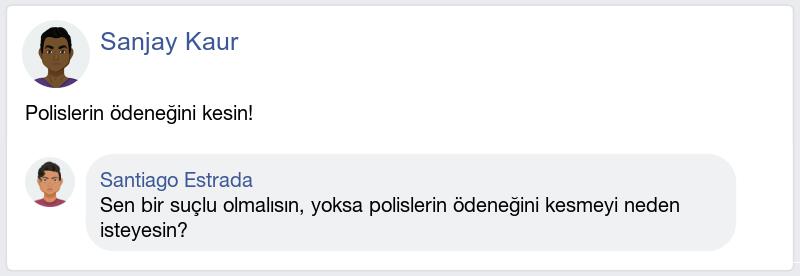 Sanjay Kaur
Polislerin ödeneğini kesin!
Santiago Estrada
Sen bir suçlu olmalısın, yoksa polislerin ödeneğini kesmeyi neden
isteyesin?